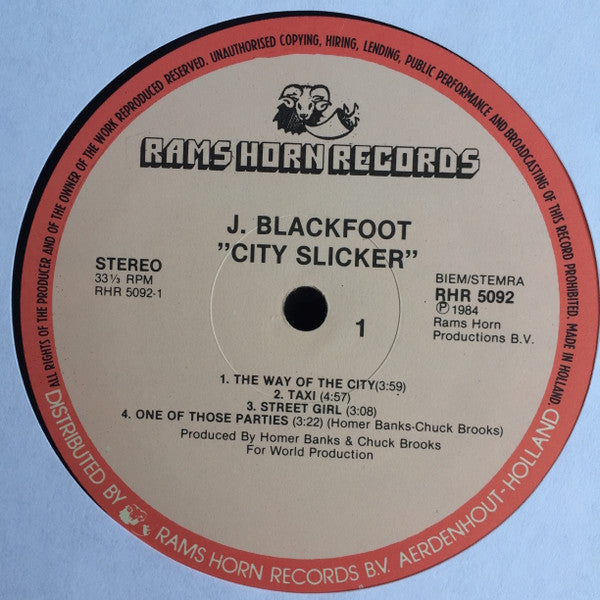 ALL RIGHTS OF THE PRODUCER AND OF THE OWNER OF THE WORK REPRODUCED RESERVED. UNAUTHORISED COPYING, HIRING, LENDING, PUBLIC PERFORMANCE AND BROADCASTING OF THIS RECORD PROHIBITED. MADE IN HOLLAND.
RAMS HORN RECORDS
J. BLACKFOOT
"CITY SLICKER"
STEREO
33⅓ RPM
RHR 5092-1
BIEM/STEMRA
RHR 5092
℗ 1984
Rams Horn
Productions B.V.
1
1. THE WAY OF THE CITY(3:59)
2. TAXI (4:57)
3. STREET GIRL (3:08)
4. ONE OF THOSE PARTIES (3:22) (Homer Banks-Chuck Brooks)
Produced By Homer Banks & Chuck Brooks
For World Production
DISTRIBUTED BY RAMS HORN RECORDS B.V. AERDENHOUT-HOLLAND